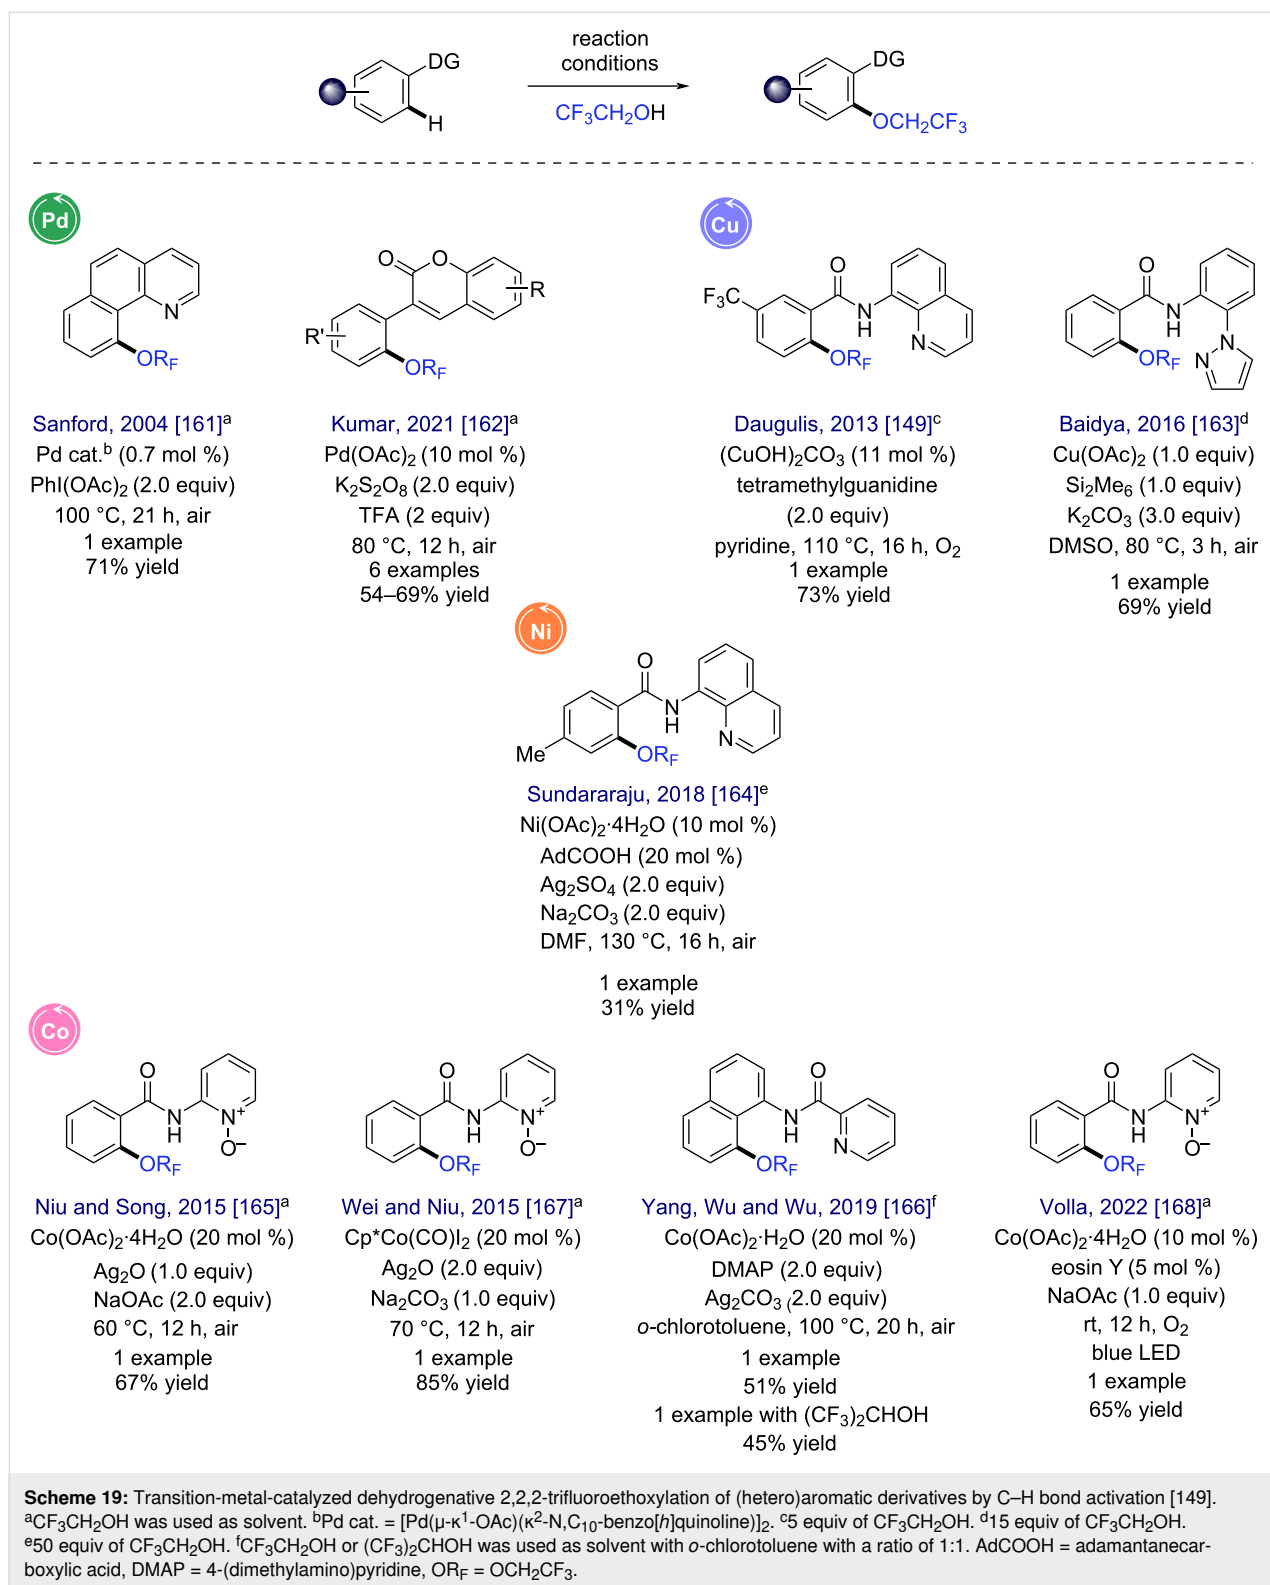 reaction
conditions
DG
H
CF₃CH₂OH
DG
OCH₂CF₃
Pd
Cu
N
ORF
O
O
R
R'
ORF
F₃C
O
N
H
N
ORF
O
N
H
N
N
ORF
Sanford, 2004 [161]ᵃ
Pd cat.ᵇ (0.7 mol %)
PhI(OAc)₂ (2.0 equiv)
100 °C, 21 h, air
1 example
71% yield
Kumar, 2021 [162]ᵃ
Pd(OAc)₂ (10 mol %)
K₂S₂O₈ (2.0 equiv)
TFA (2 equiv)
80 °C, 12 h, air
6 examples
54–69% yield
Daugulis, 2013 [149]ᶜ
(CuOH)₂CO₃ (11 mol %)
tetramethylguanidine
(2.0 equiv)
pyridine, 110 °C, 16 h, O₂
1 example
73% yield
Baidya, 2016 [163]ᵈ
Cu(OAc)₂ (1.0 equiv)
Si₂Me₆ (1.0 equiv)
K₂CO₃ (3.0 equiv)
DMSO, 80 °C, 3 h, air
1 example
69% yield
Ni
O
N
H
N
Me
ORF
Sundararaju, 2018 [164]ᵉ
Ni(OAc)₂·4H₂O (10 mol %)
AdCOOH (20 mol %)
Ag₂SO₄ (2.0 equiv)
Na₂CO₃ (2.0 equiv)
DMF, 130 °C, 16 h, air
1 example
31% yield
Co
O
N
H
N⁺
O⁻
ORF
O
N
H
N⁺
O⁻
ORF
O
N
H
N
ORF
O
N
H
N⁺
O⁻
ORF
Niu and Song, 2015 [165]ᵃ
Co(OAc)₂·4H₂O (20 mol %)
Ag₂O (1.0 equiv)
NaOAc (2.0 equiv)
60 °C, 12 h, air
1 example
67% yield
Wei and Niu, 2015 [167]ᵃ
Cp*Co(CO)I₂ (20 mol %)
Ag₂O (2.0 equiv)
Na₂CO₃ (1.0 equiv)
70 °C, 12 h, air
1 example
85% yield
Yang, Wu and Wu, 2019 [166]ᶠ
Co(OAc)₂·H₂O (20 mol %)
DMAP (2.0 equiv)
Ag₂CO₃ (2.0 equiv)
o-chlorotoluene, 100 °C, 20 h, air
1 example
51% yield
1 example with (CF₃)₂CHOH
45% yield
Volla, 2022 [168]ᵃ
Co(OAc)₂·4H₂O (10 mol %)
eosin Y (5 mol %)
NaOAc (1.0 equiv)
rt, 12 h, O₂
blue LED
1 example
65% yield
Scheme 19: Transition-metal-catalyzed dehydrogenative 2,2,2-trifluoroethoxylation of (hetero)aromatic derivatives by C–H bond activation [149].
ᵃCF₃CH₂OH was used as solvent. ᵇPd cat. = [Pd(μ-κ¹-OAc)(κ²-N,C₁₀-benzo[h]quinoline)]₂. ᶜ5 equiv of CF₃CH₂OH. ᵈ15 equiv of CF₃CH₂OH.
ᵉ50 equiv of CF₃CH₂OH. ᶠCF₃CH₂OH or (CF₃)₂CHOH was used as solvent with o-chlorotoluene with a ratio of 1:1. AdCOOH = adamantanecar-
boxylic acid, DMAP = 4-(dimethylamino)pyridine, ORF = OCH₂CF₃.